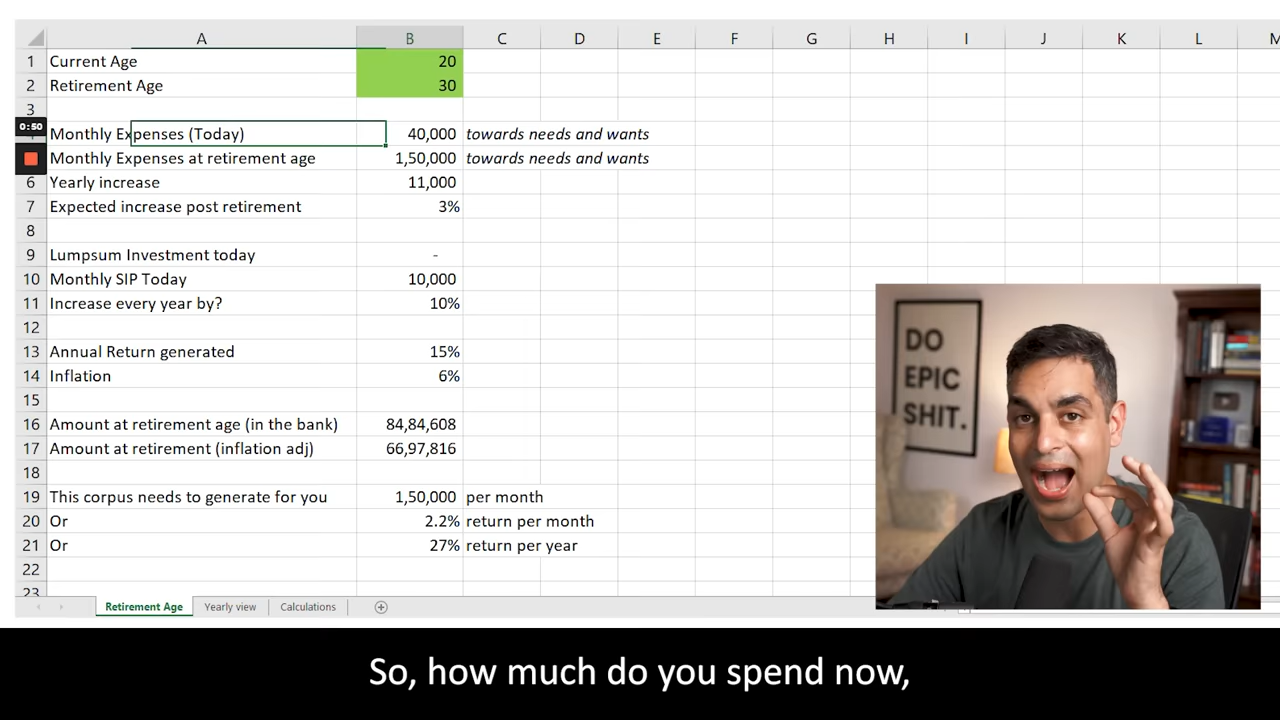 A B C D E F G H I J K L M
1 Current Age 20
2 Retirement Age 30
3
0:50 Monthly Expenses (Today) 40,000 towards needs and wants
Monthly Expenses at retirement age 1,50,000 towards needs and wants
6 Yearly increase 11,000
7 Expected increase post retirement 3%
8
9 Lumpsum Investment today -
10 Monthly SIP Today 10,000
11 Increase every year by? 10%
12
13 Annual Return generated 15%
14 Inflation 6%
15
16 Amount at retirement age (in the bank) 84,84,608
17 Amount at retirement (inflation adj) 66,97,816
18
19 This corpus needs to generate for you 1,50,000 per month
20 Or 2.2% return per month
21 Or 27% return per year
22
23
Retirement Age Yearly view Calculations
DO
EPIC
SHIT.
So, how much do you spend now,